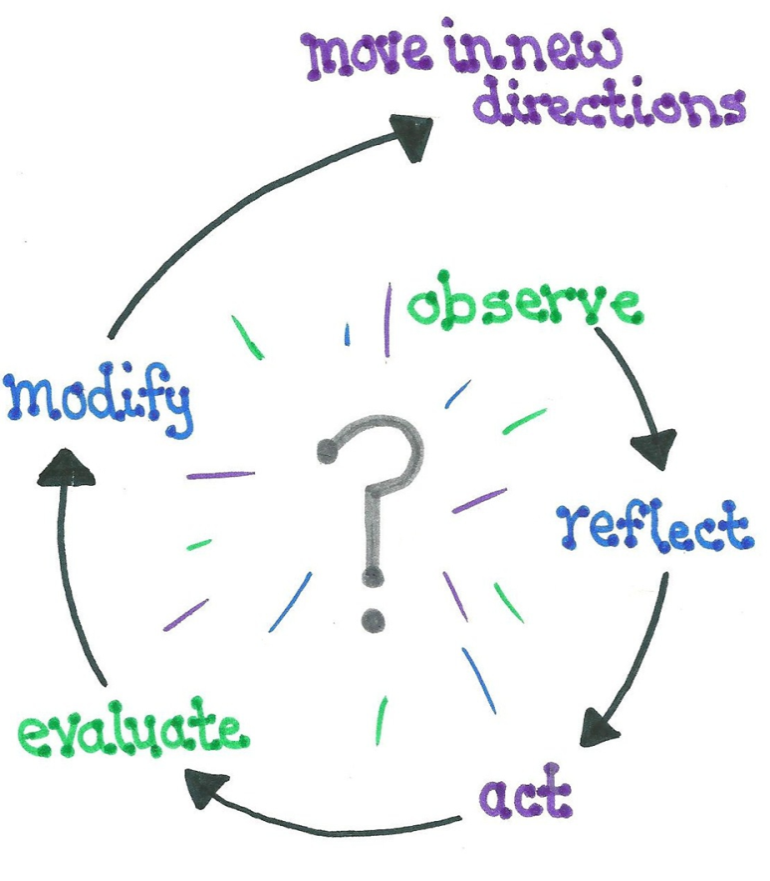 move in new
directions
observe
reflect
act
evaluate
modify
?